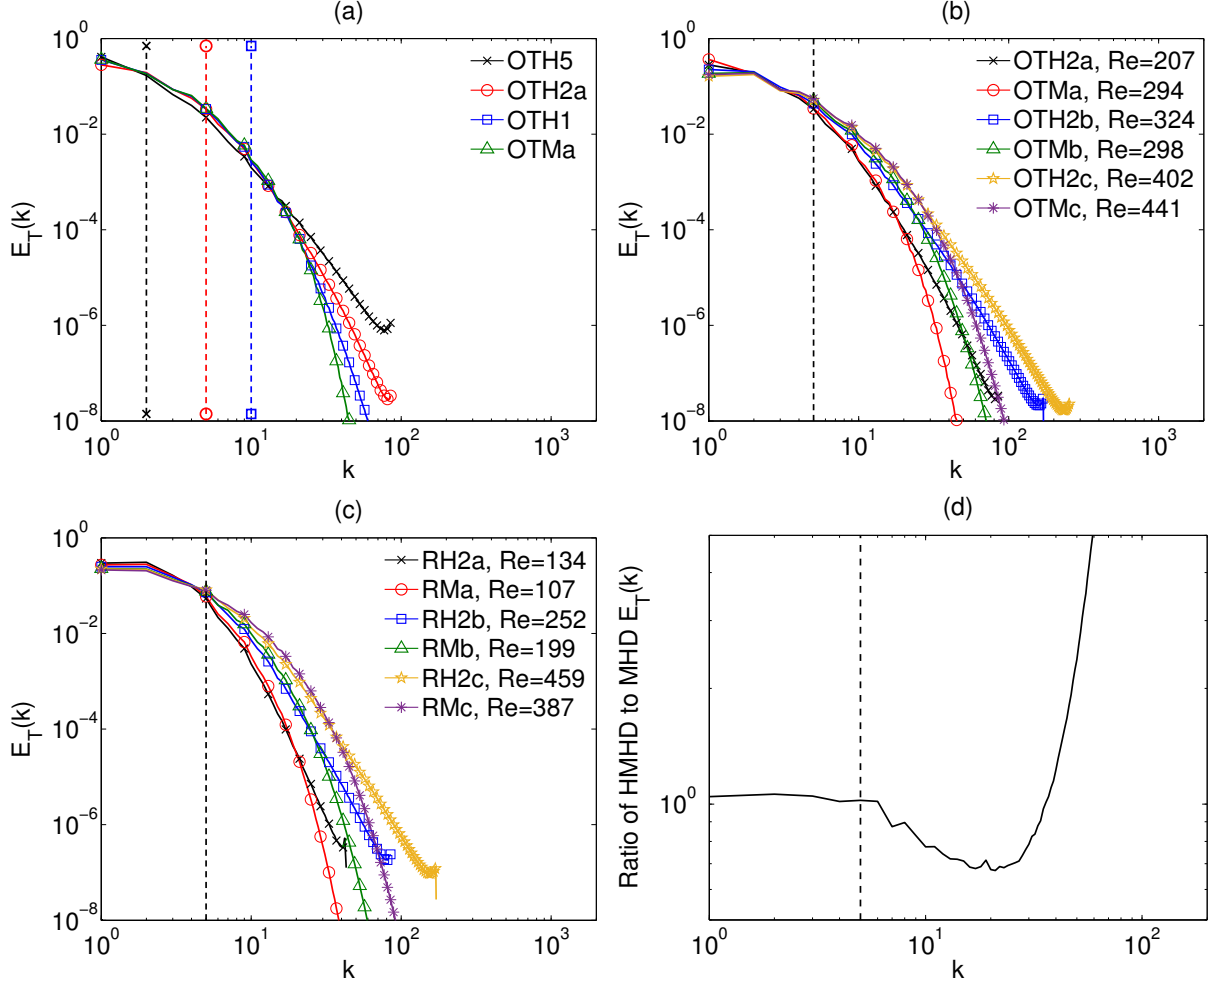 (a)
10^0
10^-2
10^-4
10^-6
10^-8
E_T(k)
10^0
10^1
10^2
10^3
k
OTH5
OTH2a
OTH1
OTMa
(b)
10^0
10^-2
10^-4
10^-6
10^-8
E_T(k)
10^0
10^1
10^2
10^3
k
OTH2a, Re=207
OTMa, Re=294
OTH2b, Re=324
OTMb, Re=298
OTH2c, Re=402
OTMc, Re=441
(c)
10^0
10^-2
10^-4
10^-6
10^-8
E_T(k)
10^0
10^1
10^2
10^3
k
RH2a, Re=134
RMa, Re=107
RH2b, Re=252
RMb, Re=199
RH2c, Re=459
RMc, Re=387
(d)
Ratio of HMHD to MHD E_T(k)
10^0
10^0
10^1
10^2
k